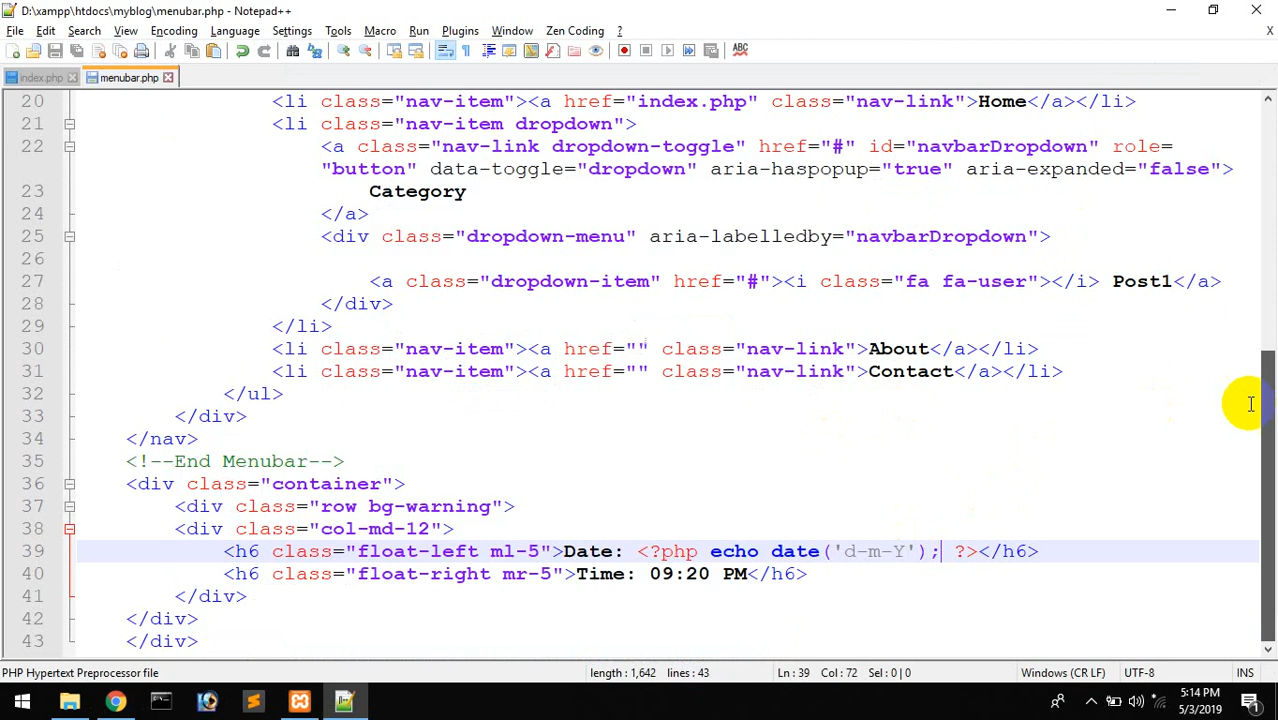 D:\xampp\htdocs\myblog\menubar.php - Notepad++
File Edit Search View Encoding Language Settings Tools Macro Run Plugins Window Zen Coding ? X
index.php menubar.php
20 <li class="nav-item"><a href="index.php" class="nav-link">Home</a></li>
21 <li class="nav-item dropdown">
22 <a class="nav-link dropdown-toggle" href="#" id="navbarDropdown" role=
"button" data-toggle="dropdown" aria-haspopup="true" aria-expanded="false">
23 Category
24 </a>
25 <div class="dropdown-menu" aria-labelledby="navbarDropdown">
26
27 <a class="dropdown-item" href="#"><i class="fa fa-user"></i> Post1</a>
28 </div>
29 </li>
30 <li class="nav-item"><a href="" class="nav-link">About</a></li>
31 <li class="nav-item"><a href="" class="nav-link">Contact</a></li>
32 </ul>
33 </div>
34 </nav>
35 <!--End Menubar-->
36 <div class="container">
37 <div class="row bg-warning">
38 <div class="col-md-12">
39 <h6 class="float-left ml-5">Date: <?php echo date('d-m-Y'); ?></h6>
40 <h6 class="float-right mr-5">Time: 09:20 PM</h6>
41 </div>
42 </div>
43 </div>
PHP Hypertext Preprocessor file length : 1,642 lines : 43 Ln : 39 Col : 72 Sel : 0 | 0 Windows (CR LF) UTF-8 INS
5:14 PM
5/3/2019